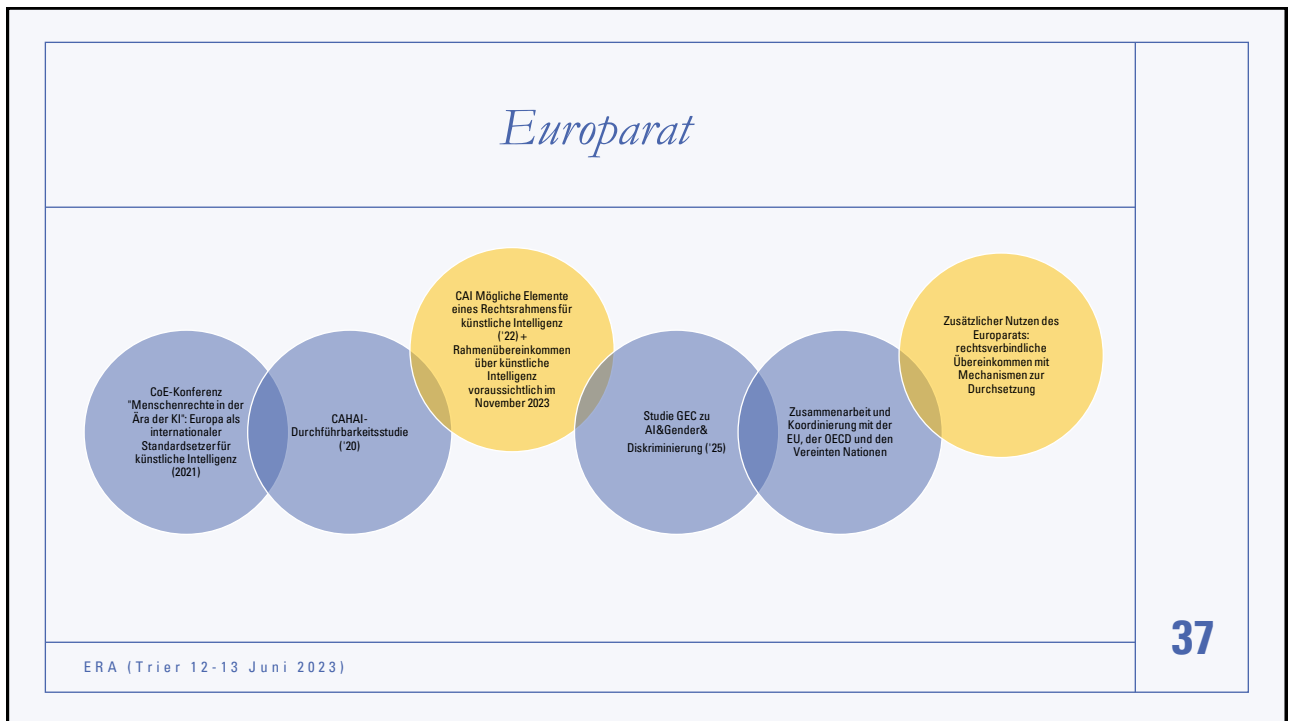 Europarat
CoE-Konferenz
"Menschenrechte in der
Ära der KI": Europa als
internationaler
Standardsetzer für
künstliche Intelligenz
(2021)
CAHAI-
Durchführbarkeitsstudie
('20)
CAI Mögliche Elemente
eines Rechtsrahmens für
künstliche Intelligenz
('22) +
Rahmenübereinkommen
über künstliche
Intelligenz
voraussichtlich im
November 2023
Studie GEC zu
AI&Gender&
Diskriminierung ('25)
Zusammenarbeit und
Koordinierung mit der
EU, der OECD und den
Vereinten Nationen
Zusätzlicher Nutzen des
Europarats:
rechtsverbindliche
Übereinkommen mit
Mechanismen zur
Durchsetzung
37
ERA (Trier 12-13 Juni 2023)